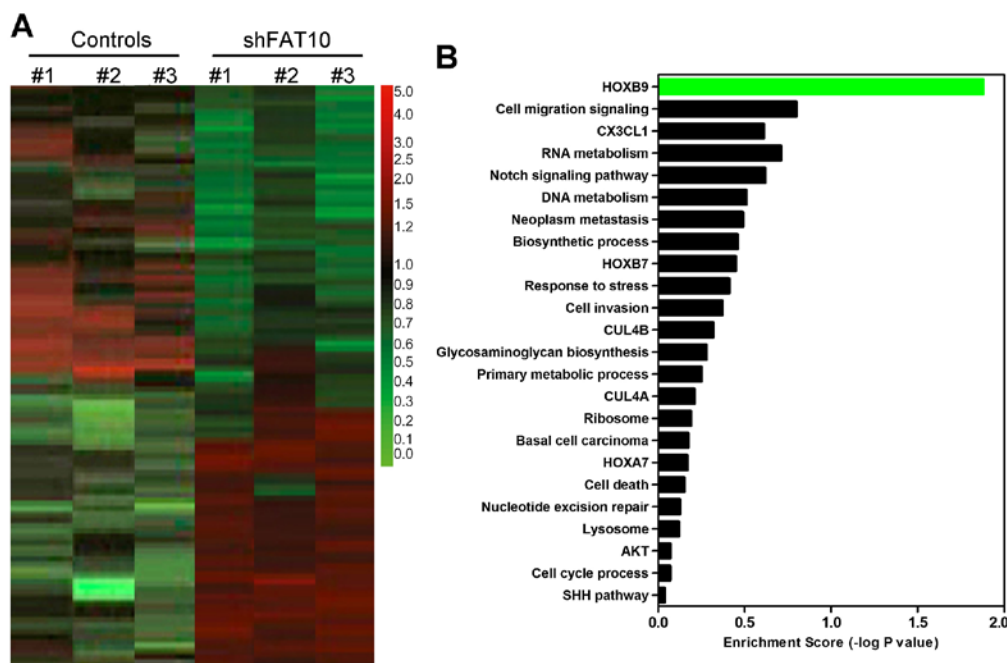 A
Controls shFAT10
#1 #2 #3 #1 #2 #3
5.0
4.0
3.0
2.5
2.0
1.5
1.2
1.0
0.9
0.8
0.7
0.6
0.5
0.4
0.3
0.2
0.1
0.0
B
HOXB9
Cell migration signaling
CX3CL1
RNA metabolism
Notch signaling pathway
DNA metabolism
Neoplasm metastasis
Biosynthetic process
HOXB7
Response to stress
Cell invasion
CUL4B
Glycosaminoglycan biosynthesis
Primary metabolic process
CUL4A
Ribosome
Basal cell carcinoma
HOXA7
Cell death
Nucleotide excision repair
Lysosome
AKT
Cell cycle process
SHH pathway
0.0 0.5 1.0 1.5 2.0
Enrichment Score (-log P value)